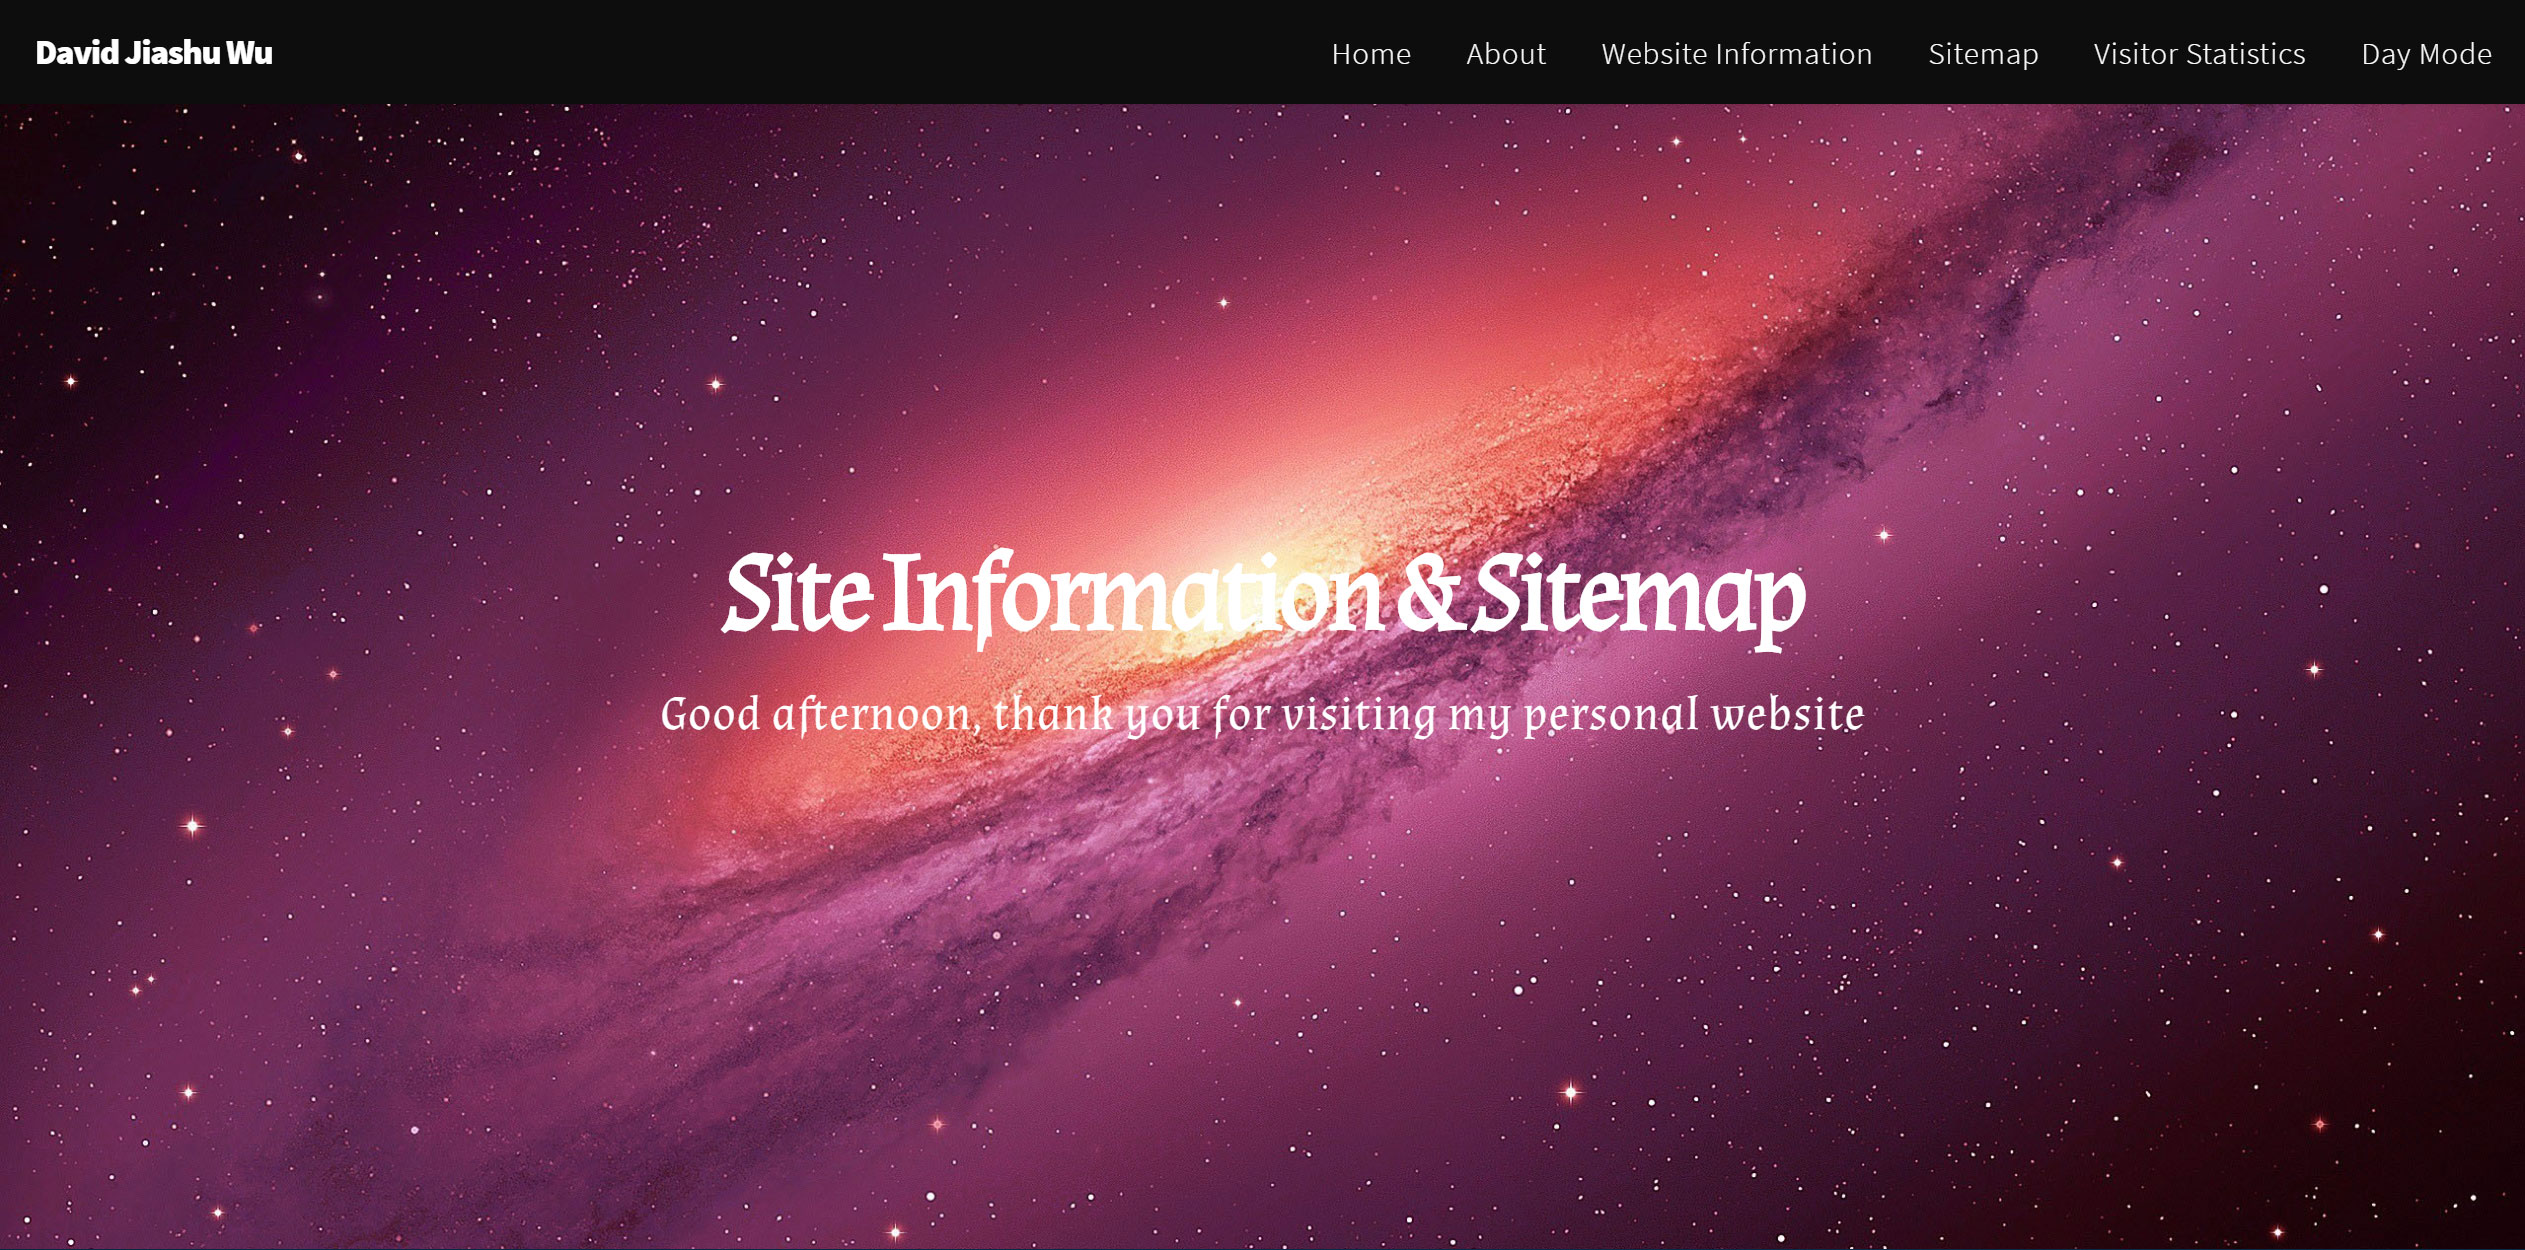 David Jiashu Wu
Home About Website Information Sitemap Visitor Statistics Day Mode
Site Information & Sitemap
Good afternoon, thank you for visiting my personal website